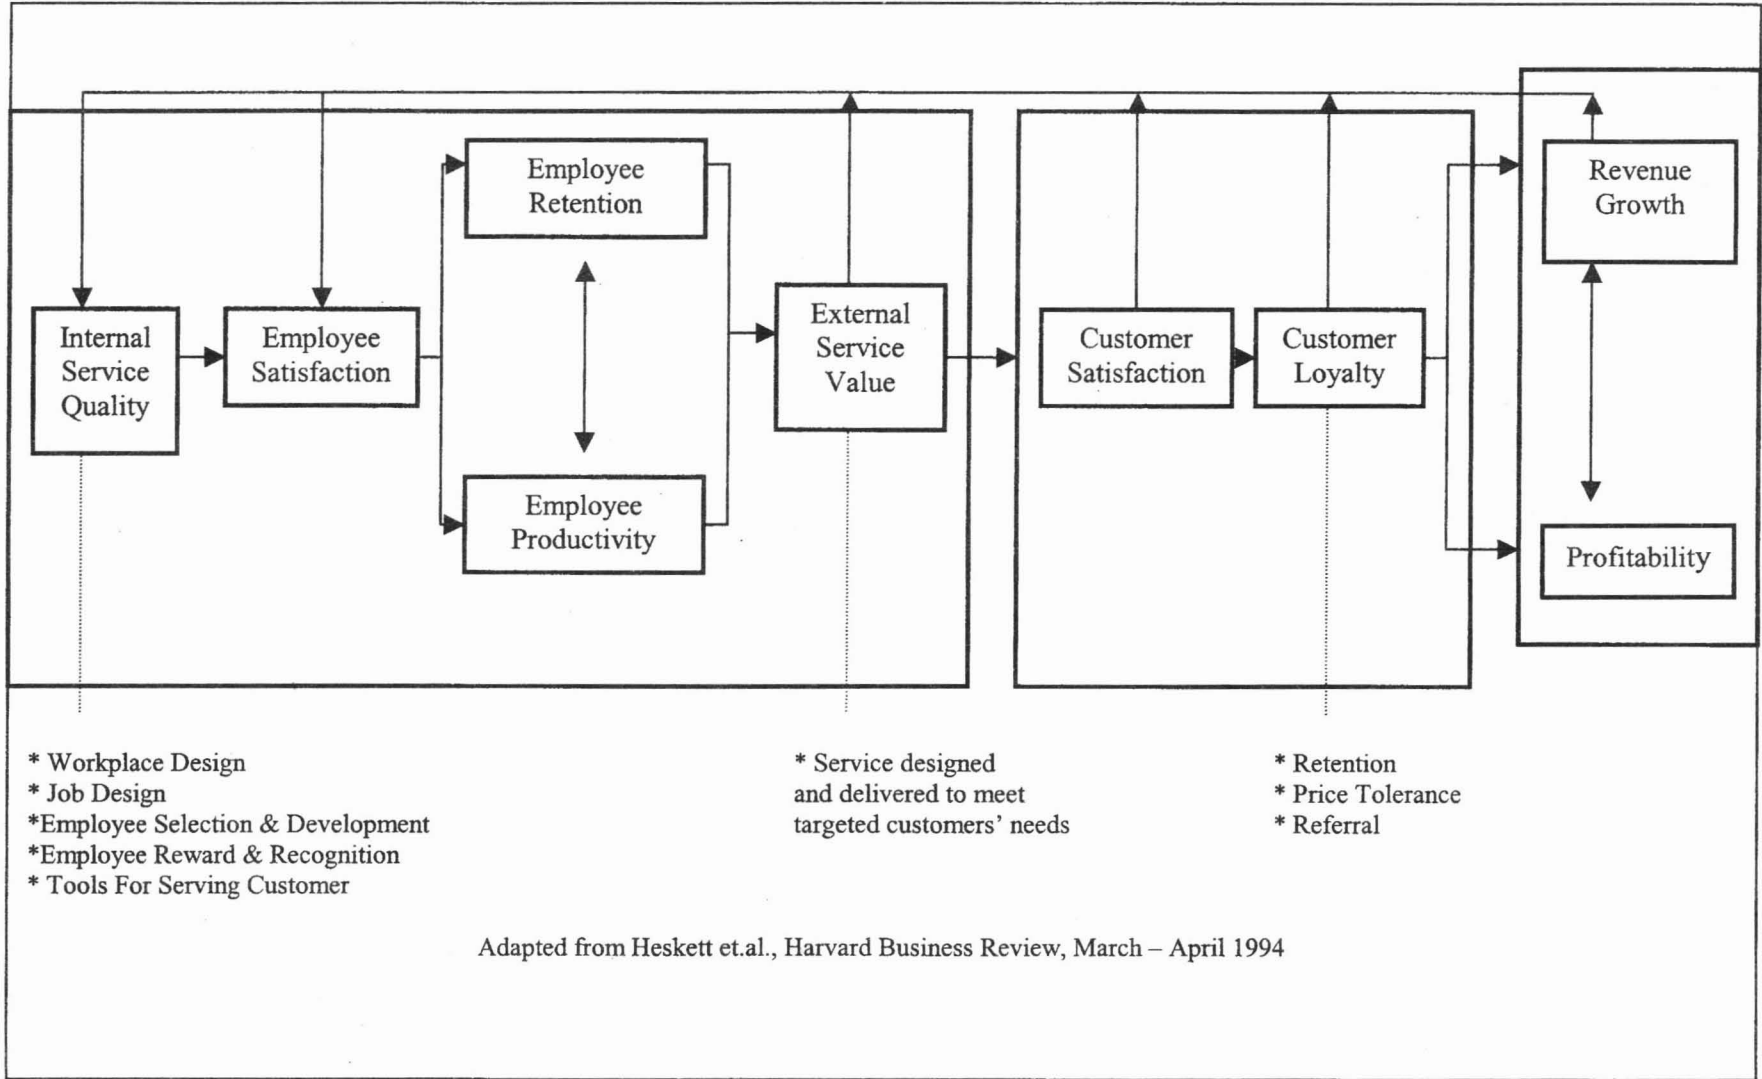 Internal
Service
Quality
Employee
Satisfaction
Employee
Retention
Employee
Productivity
External
Service
Value
Customer
Satisfaction
Customer
Loyalty
Revenue
Growth
Profitability
* Workplace Design
* Job Design
*Employee Selection & Development
*Employee Reward & Recognition
* Tools For Serving Customer
* Service designed
and delivered to meet
targeted customers’ needs
* Retention
* Price Tolerance
* Referral
Adapted from Heskett et.al., Harvard Business Review, March – April 1994